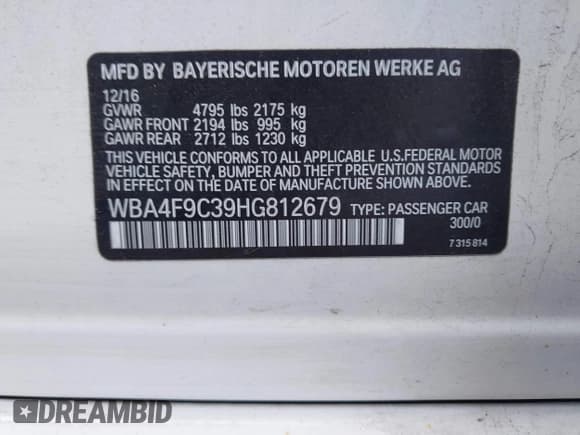 MFD BY BAYERISCHE MOTOREN WERKE AG
12/16
GVWR 4795 lbs 2175 kg
GAWR FRONT 2194 lbs 995 kg
GAWR REAR 2712 lbs 1230 kg
THIS VEHICLE CONFORMS TO ALL APPLICABLE U.S.FEDERAL MOTOR
VEHICLE SAFETY, BUMPER AND THEFT PREVENTION STANDARDS IN
EFFECT ON THE DATE OF MANUFACTURE SHOWN ABOVE.
WBA4F9C39HG812679 TYPE: PASSENGER CAR
300/0
7 315 814
DREAMBID